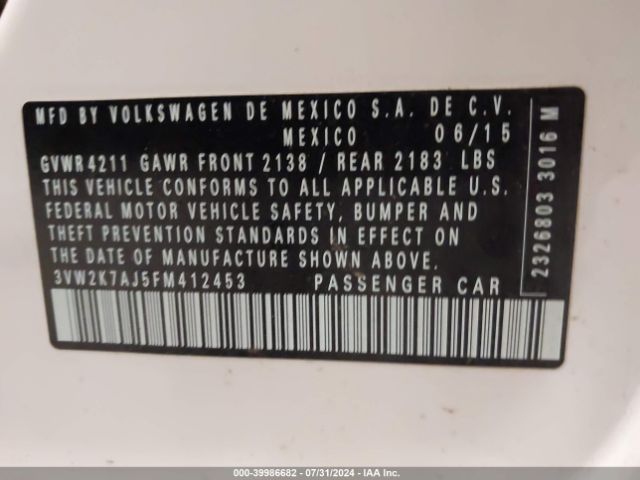 MFD BY VOLKSWAGEN DE MEXICO S.A. DE C.V.
MEXICO 06/15
GVWR 4211 GAWR FRONT 2138 / REAR 2183 LBS
THIS VEHICLE CONFORMS TO ALL APPLICABLE U.S.
FEDERAL MOTOR VEHICLE SAFETY, BUMPER AND
THEFT PREVENTION STANDARDS IN EFFECT ON
THE DATE OF MANUFACTURE SHOWN ABOVE.
3VW2K7AJ5FM412453 PASSENGER CAR
2326803 3016 M
000-39986682 - 07/31/2024 - IAA, Inc.